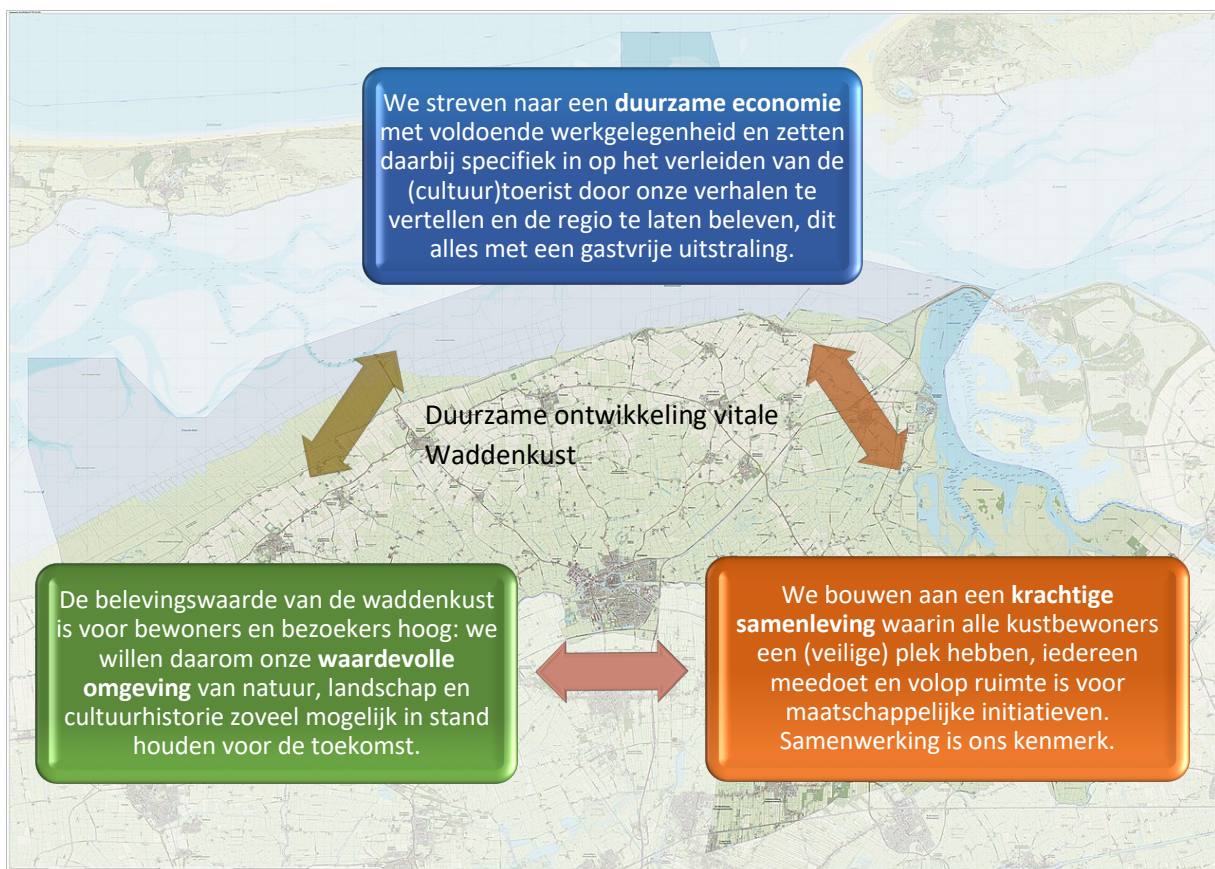 We streven naar een duurzame economie
met voldoende werkgelegenheid en zetten
daarbij specifiek in op het verleiden van de
(cultuur)toerist door onze verhalen te
vertellen en de regio te laten beleven, dit
alles met een gastvrije uitstraling.
Duurzame ontwikkeling vitale
Waddenkust
De belevingswaarde van de waddenkust
is voor bewoners en bezoekers hoog: we
willen daarom onze waardevolle
omgeving van natuur, landschap en
cultuurhistorie zoveel mogelijk in stand
houden voor de toekomst.
We bouwen aan een krachtige
samenleving waarin alle kustbewoners
een (veilige) plek hebben, iedereen
meedoet en volop ruimte is voor
maatschappelijke initiatieven.
Samenwerking is ons kenmerk.